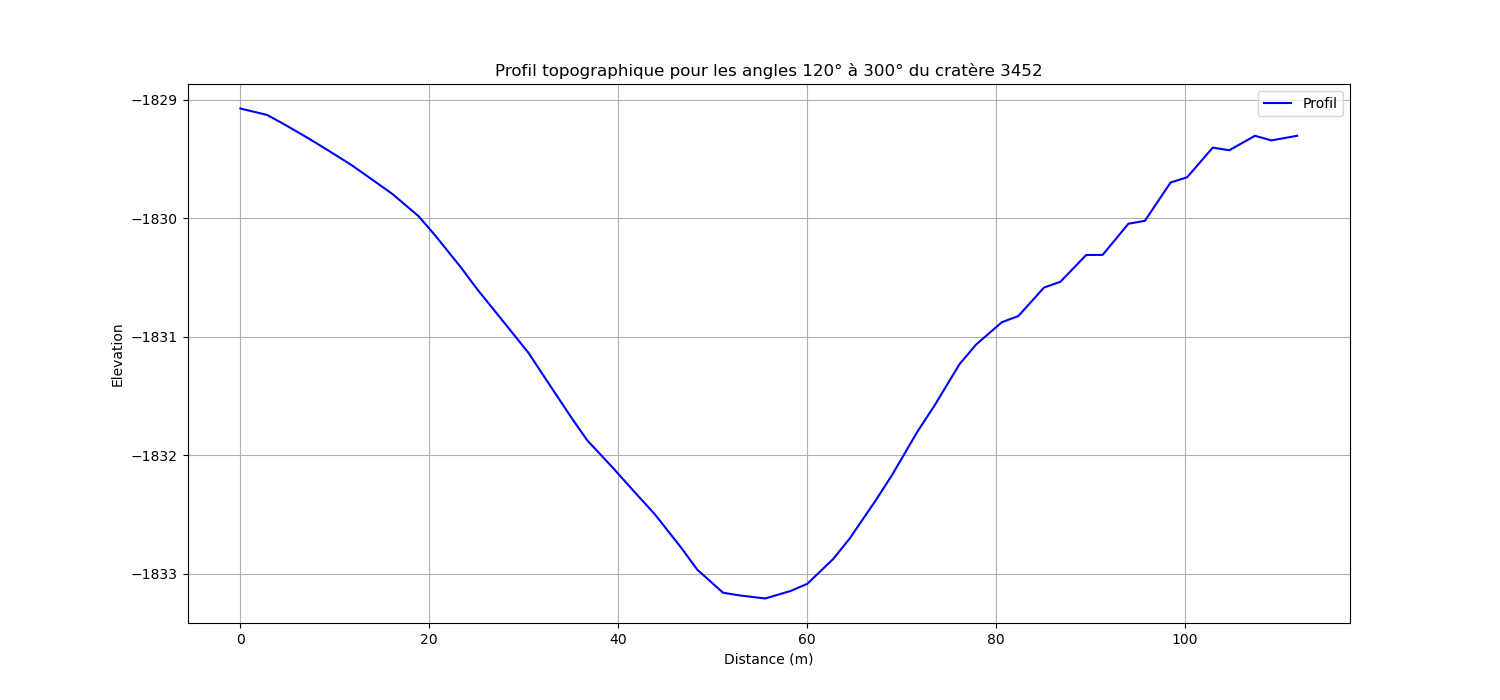 Profil topographique pour les angles 120° à 300° du cratère 3452
Profil
−1829
−1830
−1831
−1832
−1833
Elevation
0 20 40 60 80 100
Distance (m)